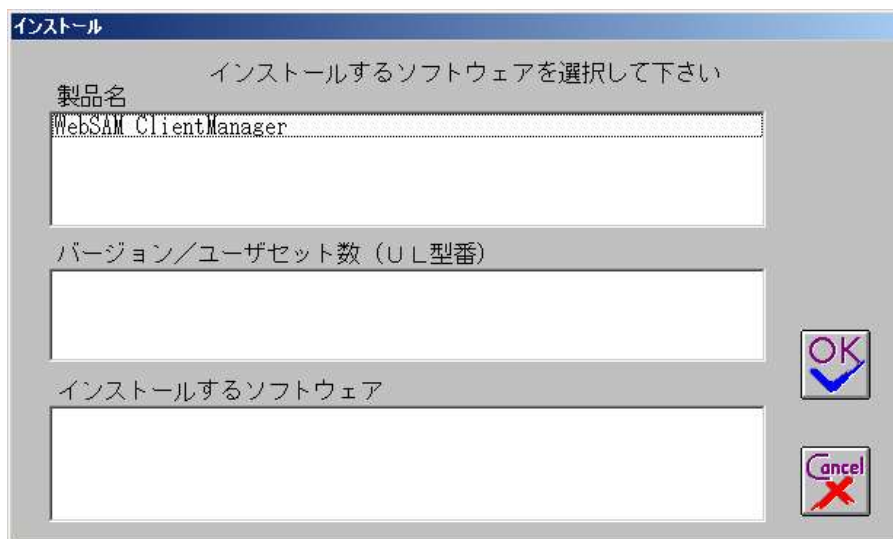 インストール
インストールするソフトウェアを選択して下さい
製品名
WebSAM ClientManager
バージョン／ユーザセット数（ＵＬ型番）
OK
インストールするソフトウェア
Cancel